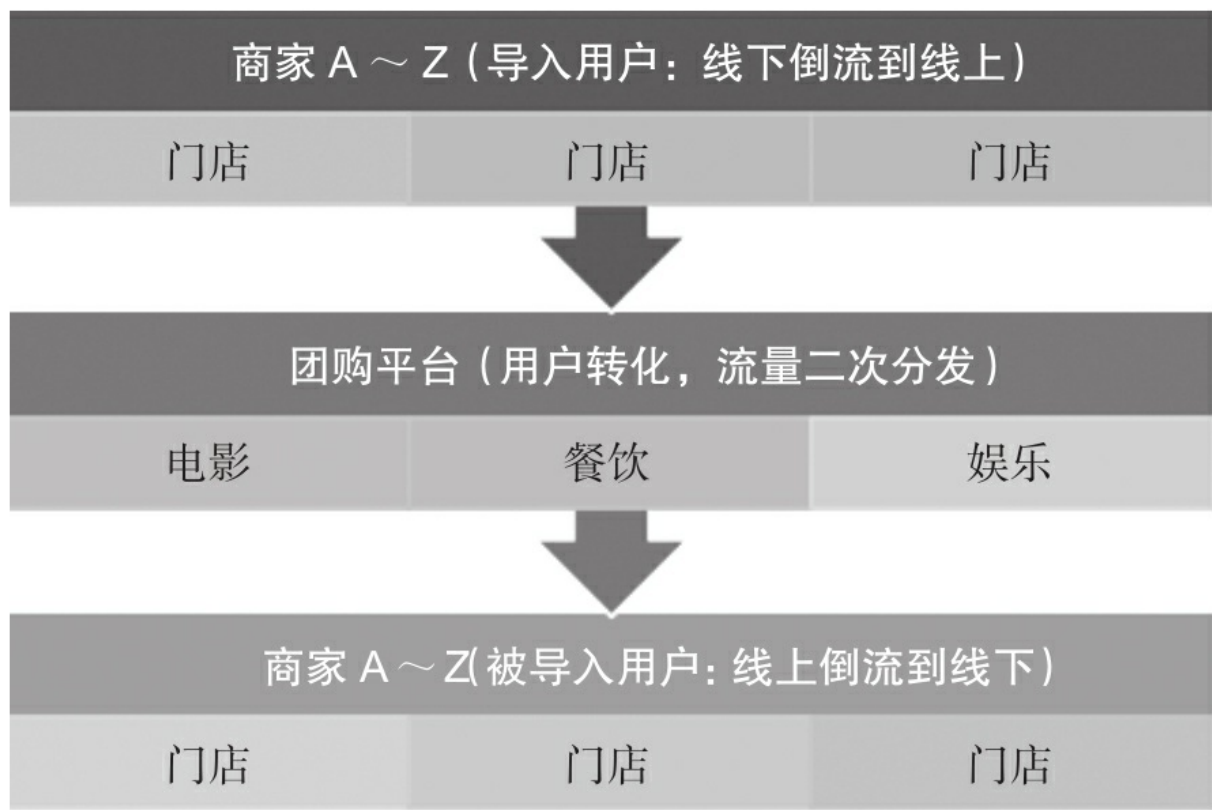 商家 A ～ Z（导入用户：线下倒流到线上）
门店 门店 门店
团购平台（用户转化，流量二次分发）
电影 餐饮 娱乐
商家 A ～ Z(被导入用户：线上倒流到线下)
门店 门店 门店